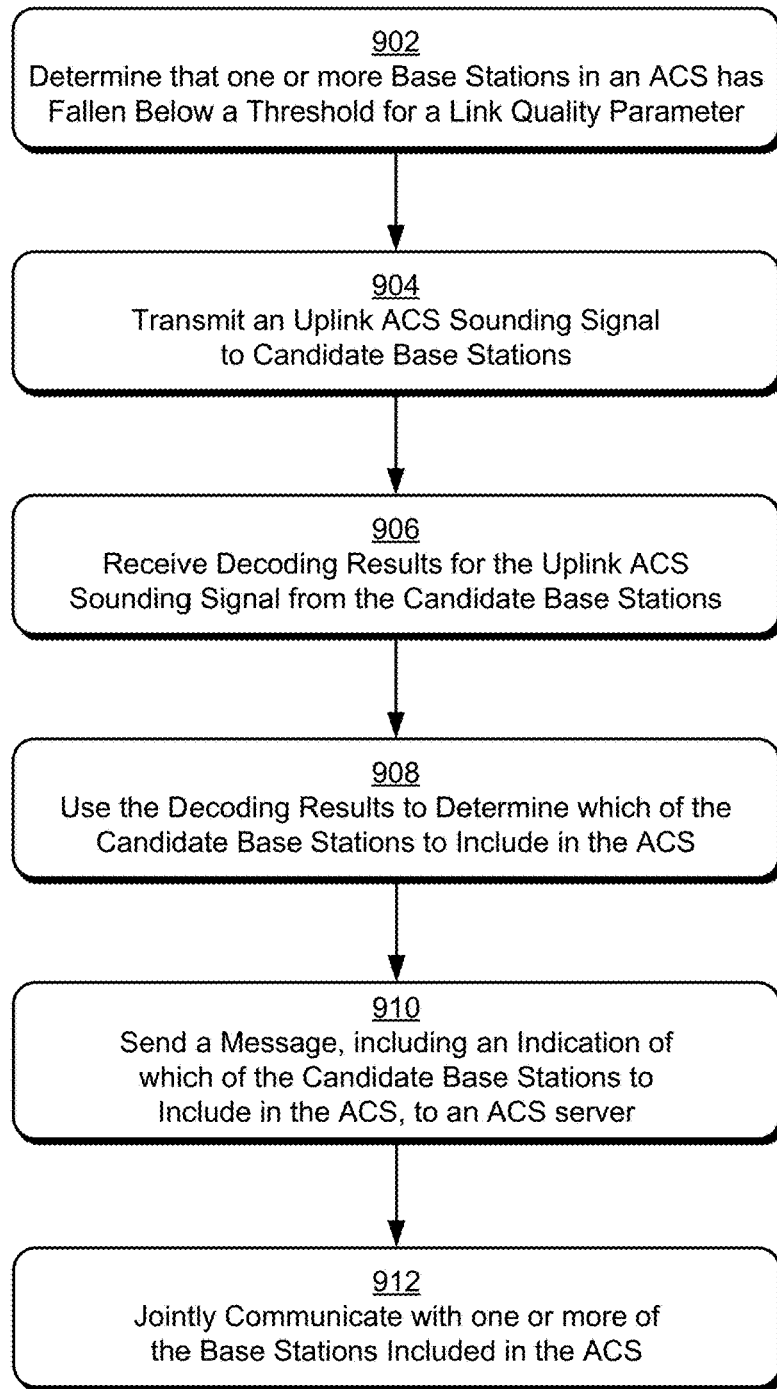 902
Determine that one or more Base Stations in an ACS has
Fallen Below a Threshold for a Link Quality Parameter
904
Transmit an Uplink ACS Sounding Signal
to Candidate Base Stations
906
Receive Decoding Results for the Uplink ACS
Sounding Signal from the Candidate Base Stations
908
Use the Decoding Results to Determine which of the
Candidate Base Stations to Include in the ACS
910
Send a Message, including an Indication of
which of the Candidate Base Stations to
Include in the ACS, to an ACS server
912
Jointly Communicate with one or more of
the Base Stations Included in the ACS